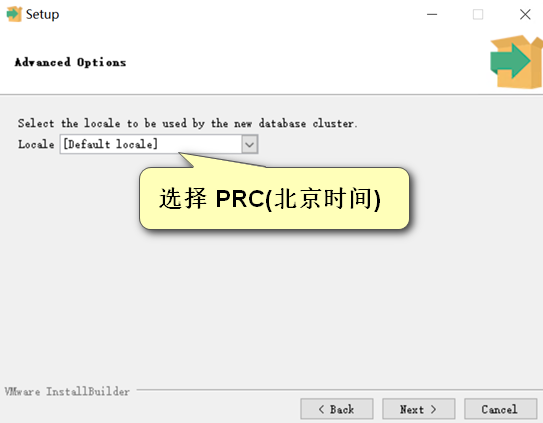 Setup
Advanced Options
Select the locale to be used by the new database cluster.
Locale [Default locale]
选择 PRC(北京时间)
VMware InstallBuilder
< Back Next > Cancel